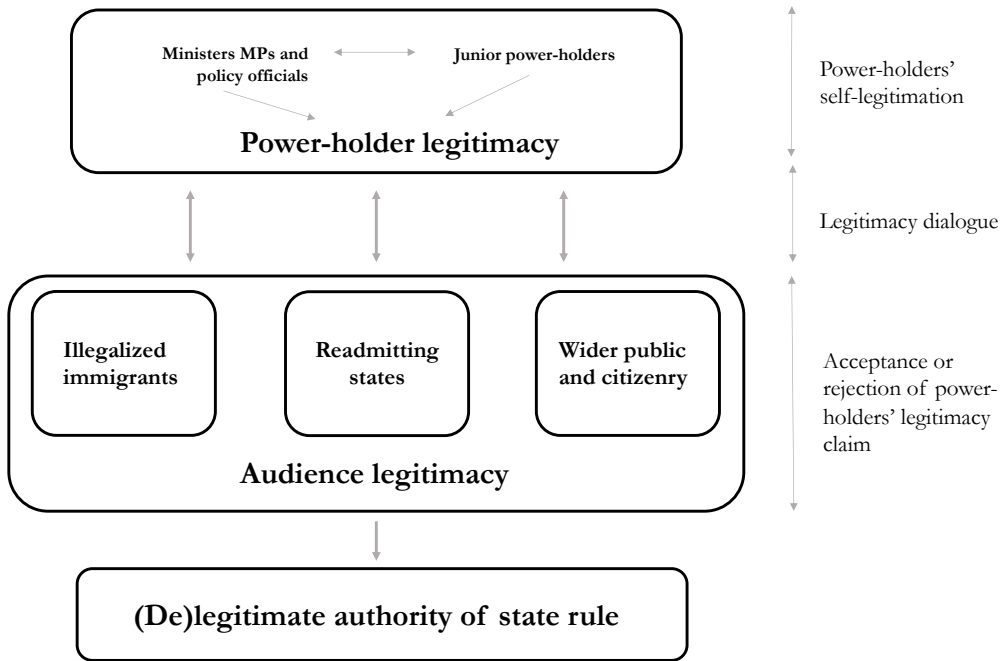 Ministers MPs and
policy officials
Junior power-holders
Power-holder legitimacy
Power-holders'
self-legitimation
Legitimacy dialogue
Illegalized
immigrants
Readmitting
states
Wider public
and citizenry
Audience legitimacy
Acceptance or
rejection of power-
holders' legitimacy
claim
(De)legitimate authority of state rule